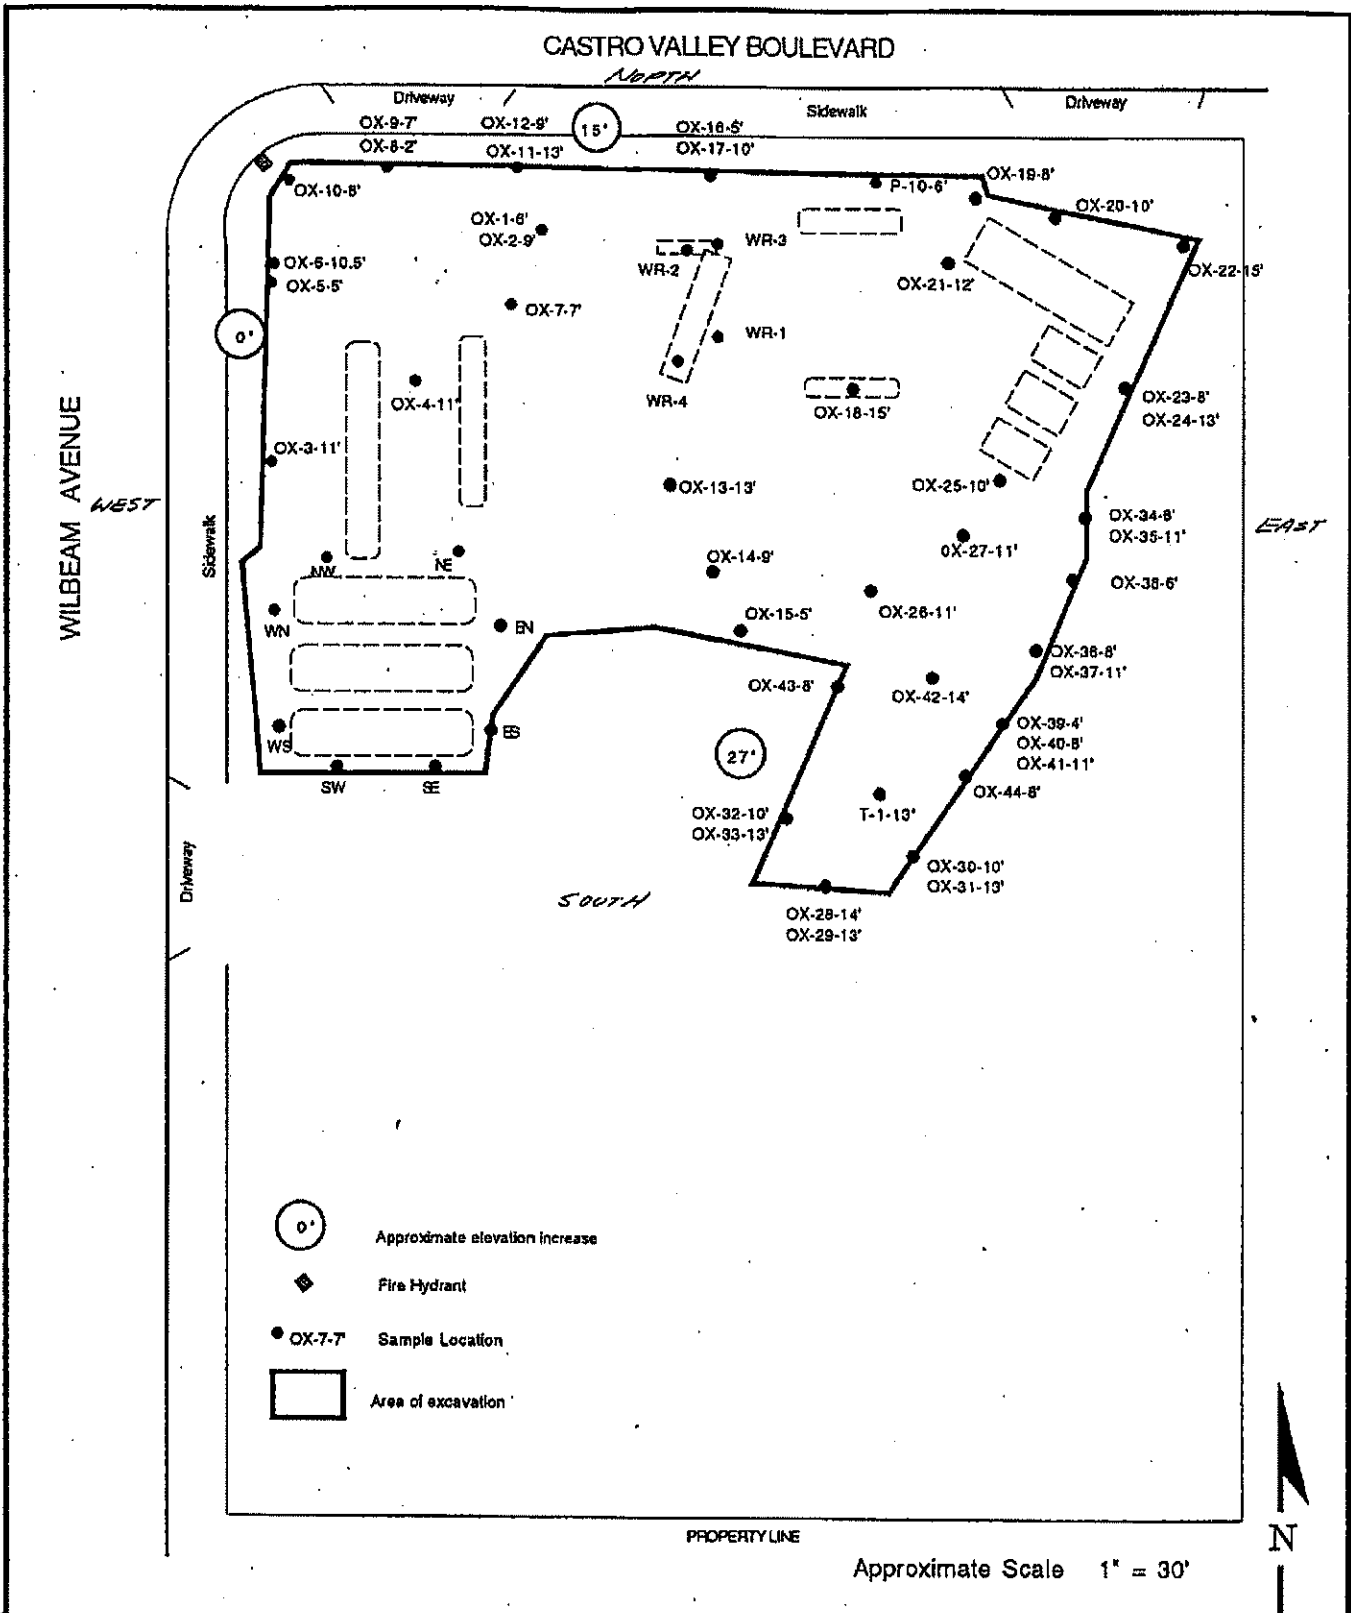 CASTRO VALLEY BOULEVARD
NORTH
Driveway
Sidewalk
Driveway
OX-9-7'
OX-8-2'
OX-12-9'
OX-11-13'
15'
OX-16-5'
OX-17-10'
P-10-6'
OX-19-8'
OX-20-10'
OX-22-15'
OX-10-8'
OX-1-6'
OX-2-9'
WR-3
WR-2
OX-21-12'
OX-6-10.5'
OX-5-5'
OX-7-7'
0'
WR-1
WR-4
OX-4-11'
OX-18-15'
OX-23-8'
OX-24-13'
WILBEAM AVENUE
WEST
Sidewalk
OX-3-11'
OX-13-13'
OX-25-10'
OX-34-8'
OX-35-11'
EAST
OX-27-11'
NW
NE
OX-14-9'
OX-38-6'
OX-26-11'
WN
EN
OX-15-5'
OX-36-8'
OX-37-11'
OX-43-8'
OX-42-14'
WS
ES
OX-39-4'
OX-40-8'
OX-41-11'
27'
SW
SE
OX-44-8'
T-1-13'
OX-32-10'
OX-33-13'
Driveway
OX-30-10'
OX-31-13'
SOUTH
OX-28-14'
OX-29-13'
0'
Approximate elevation increase
Fire Hydrant
OX-7-7'
Sample Location
Area of excavation
PROPERTY LINE
N
Approximate Scale 1" = 30'